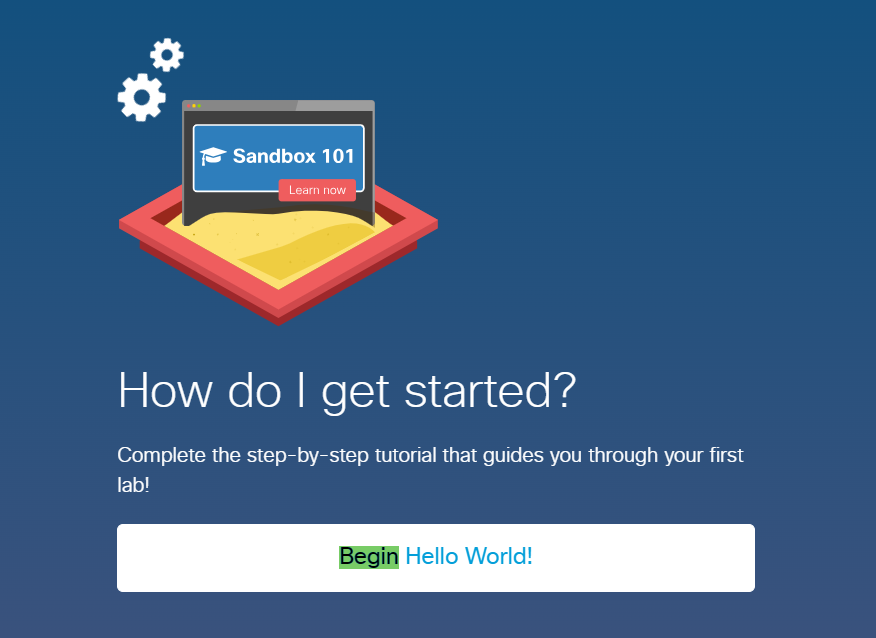 Sandbox 101
Learn now
How do I get started?
Complete the step-by-step tutorial that guides you through your first
lab!
Begin Hello World!